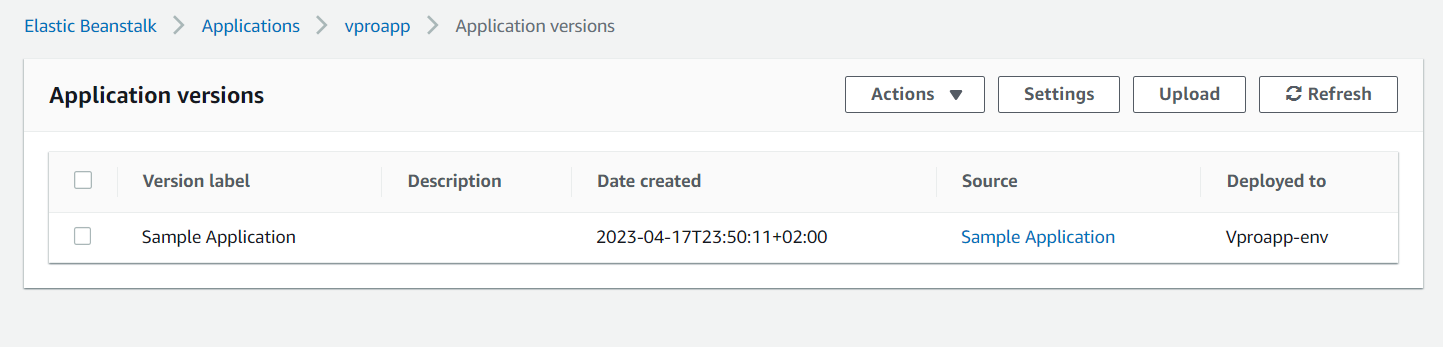 Elastic Beanstalk > Applications > vproapp > Application versions
Application versions Actions Settings Upload Refresh
Version label Description Date created Source Deployed to
Sample Application 2023-04-17T23:50:11+02:00 Sample Application Vproapp-env